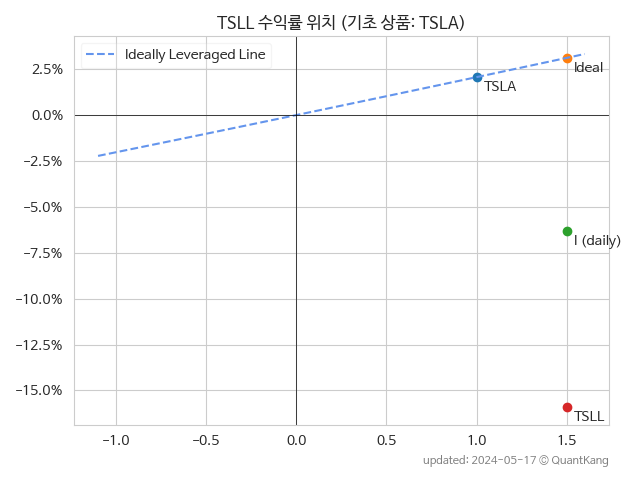 TSLL 수익률 위치 (기초 상품: TSLA)
Ideally Leveraged Line
2.5%
0.0%
−2.5%
−5.0%
−7.5%
−10.0%
−12.5%
−15.0%
Ideal
TSLA
I (daily)
TSLL
−1.0 −0.5 0.0 0.5 1.0 1.5
updated: 2024-05-17 © QuantKang